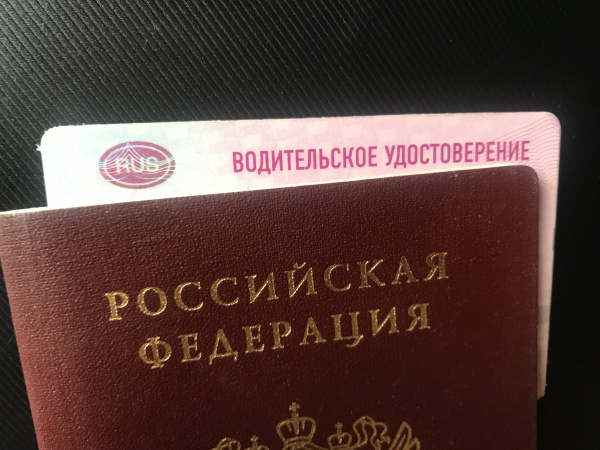 RUS
ВОДИТЕЛЬСКОЕ УДОСТОВЕРЕНИЕ
РОССИЙСКАЯ
ФЕДЕРАЦИЯ